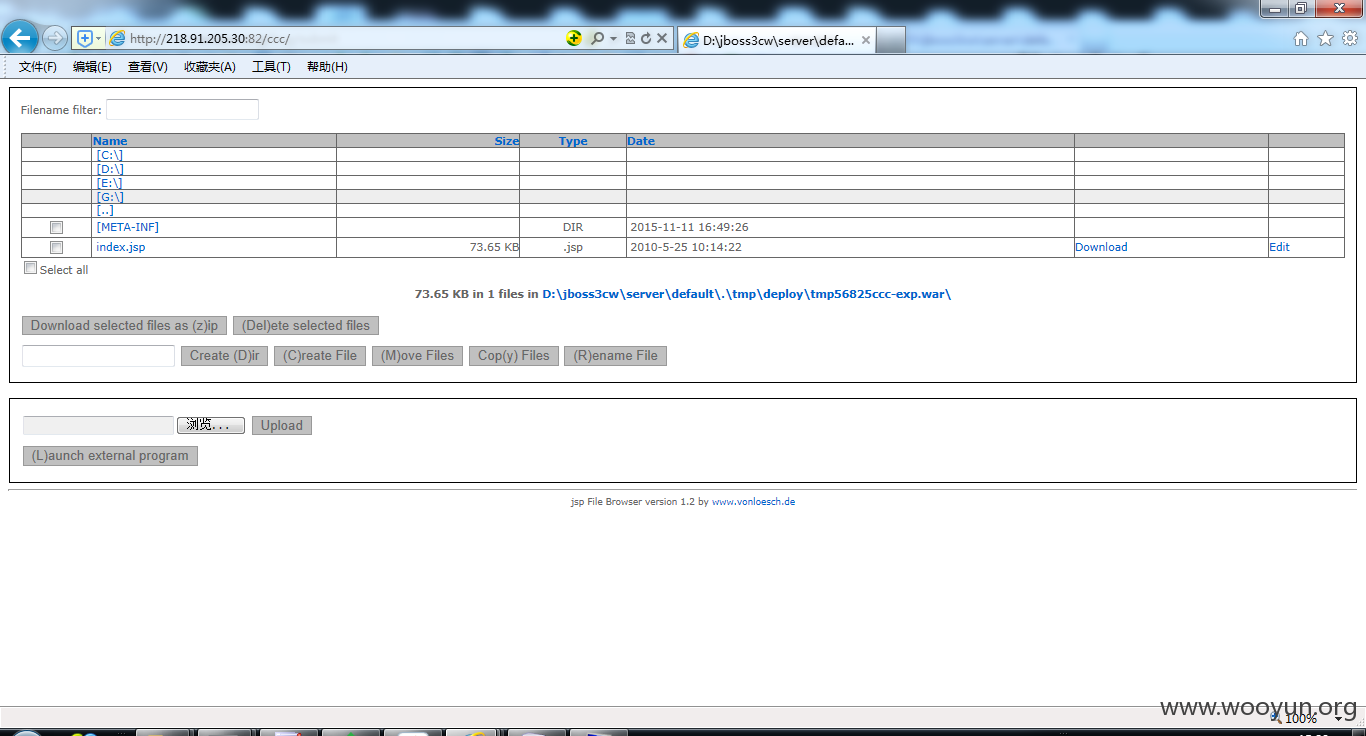 http://218.91.205.30:82/ccc/
D:\jboss3cw\server\defa...
文件(F) 编辑(E) 查看(V) 收藏夹(A) 工具(T) 帮助(H)
Filename filter:
Name Size Type Date
[C:\]
[D:\]
[E:\]
[G:\]
[..]
[META-INF] DIR 2015-11-11 16:49:26
index.jsp 73.65 KB .jsp 2010-5-25 10:14:22 Download Edit
Select all
73.65 KB in 1 files in D:\jboss3cw\server\default\.\tmp\deploy\tmp56825ccc-exp.war\
Download selected files as (z)ip (Del)ete selected files
Create (D)ir (C)reate File (M)ove Files Cop(y) Files (R)ename File
浏览... Upload
(L)aunch external program
jsp File Browser version 1.2 by www.vonloesch.de
www.wooyun.org
100%